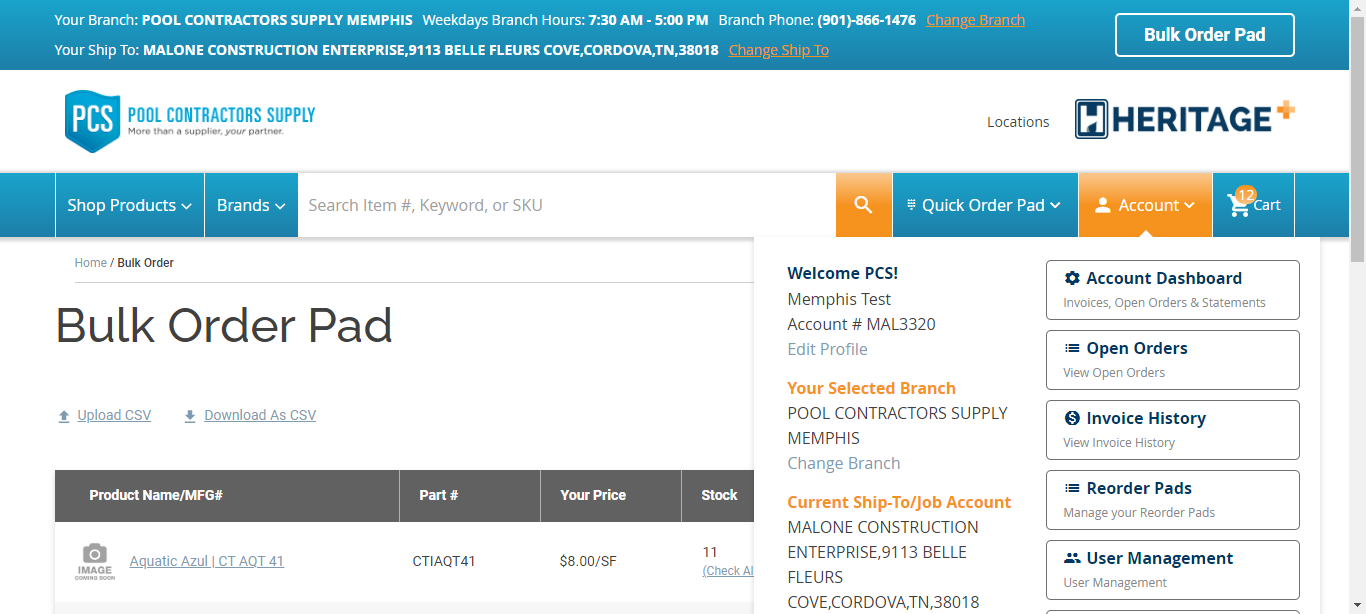 Your Branch: POOL CONTRACTORS SUPPLY MEMPHIS Weekdays Branch Hours: 7:30 AM - 5:00 PM Branch Phone: (901)-866-1476 Change Branch
Your Ship To: MALONE CONSTRUCTION ENTERPRISE,9113 BELLE FLEURS COVE,CORDOVA,TN,38018 Change Ship To
Bulk Order Pad
PCS POOL CONTRACTORS SUPPLY
More than a supplier, your partner.
Locations
H HERITAGE+
Shop Products
Brands
Search Item #, Keyword, or SKU
Quick Order Pad
Account
12
Cart
Home / Bulk Order
Bulk Order Pad
Upload CSV
Download As CSV
Product Name/MFG#
Part #
Your Price
Stock
IMAGE
COMING SOON
Aquatic Azul | CT AQT 41
CTIAQT41
$8.00/SF
11
(Check Al
Welcome PCS!
Memphis Test
Account # MAL3320
Edit Profile
Your Selected Branch
POOL CONTRACTORS SUPPLY
MEMPHIS
Change Branch
Current Ship-To/Job Account
MALONE CONSTRUCTION
ENTERPRISE,9113 BELLE
FLEURS
COVE,CORDOVA,TN,38018
Account Dashboard
Invoices, Open Orders & Statements
Open Orders
View Open Orders
Invoice History
View Invoice History
Reorder Pads
Manage your Reorder Pads
User Management
User Management